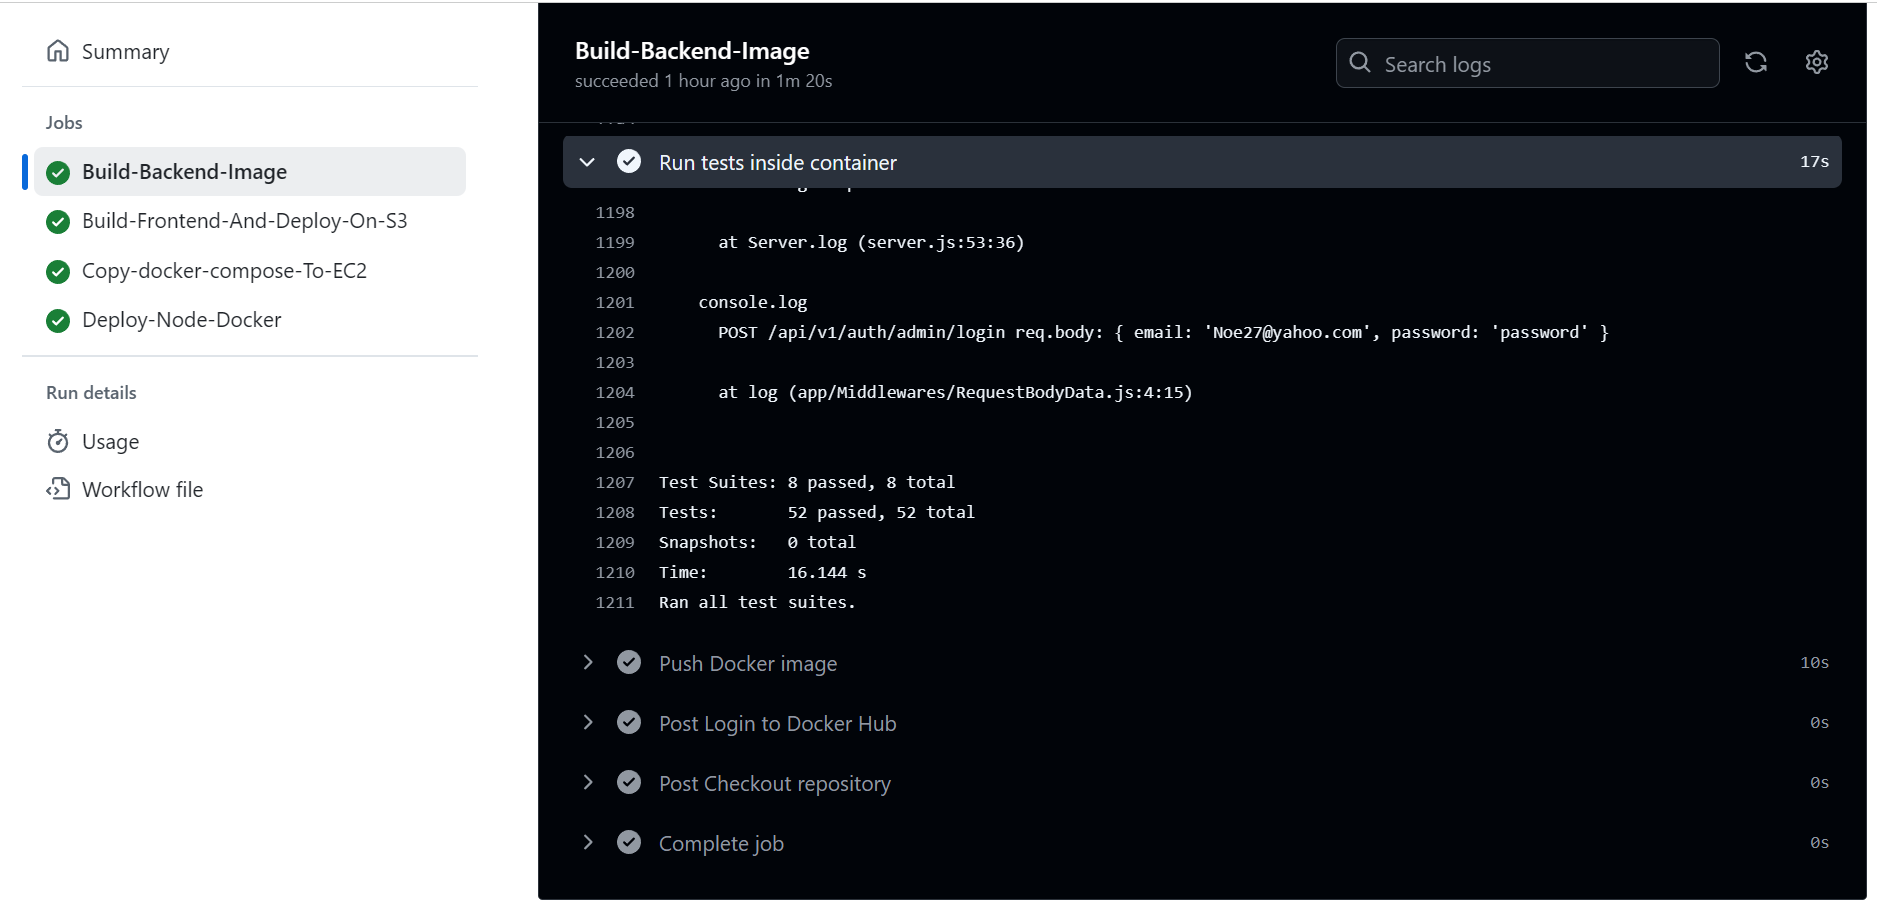 Summary
Jobs
Build-Backend-Image
Build-Frontend-And-Deploy-On-S3
Copy-docker-compose-To-EC2
Deploy-Node-Docker
Run details
Usage
Workflow file
Build-Backend-Image
succeeded 1 hour ago in 1m 20s
Search logs
Run tests inside container 17s
1198
1199 at Server.log (server.js:53:36)
1200
1201 console.log
1202 POST /api/v1/auth/admin/login req.body: { email: 'Noe27@yahoo.com', password: 'password' }
1203
1204 at log (app/Middlewares/RequestBodyData.js:4:15)
1205
1206
1207 Test Suites: 8 passed, 8 total
1208 Tests: 52 passed, 52 total
1209 Snapshots: 0 total
1210 Time: 16.144 s
1211 Ran all test suites.
Push Docker image 10s
Post Login to Docker Hub 0s
Post Checkout repository 0s
Complete job 0s